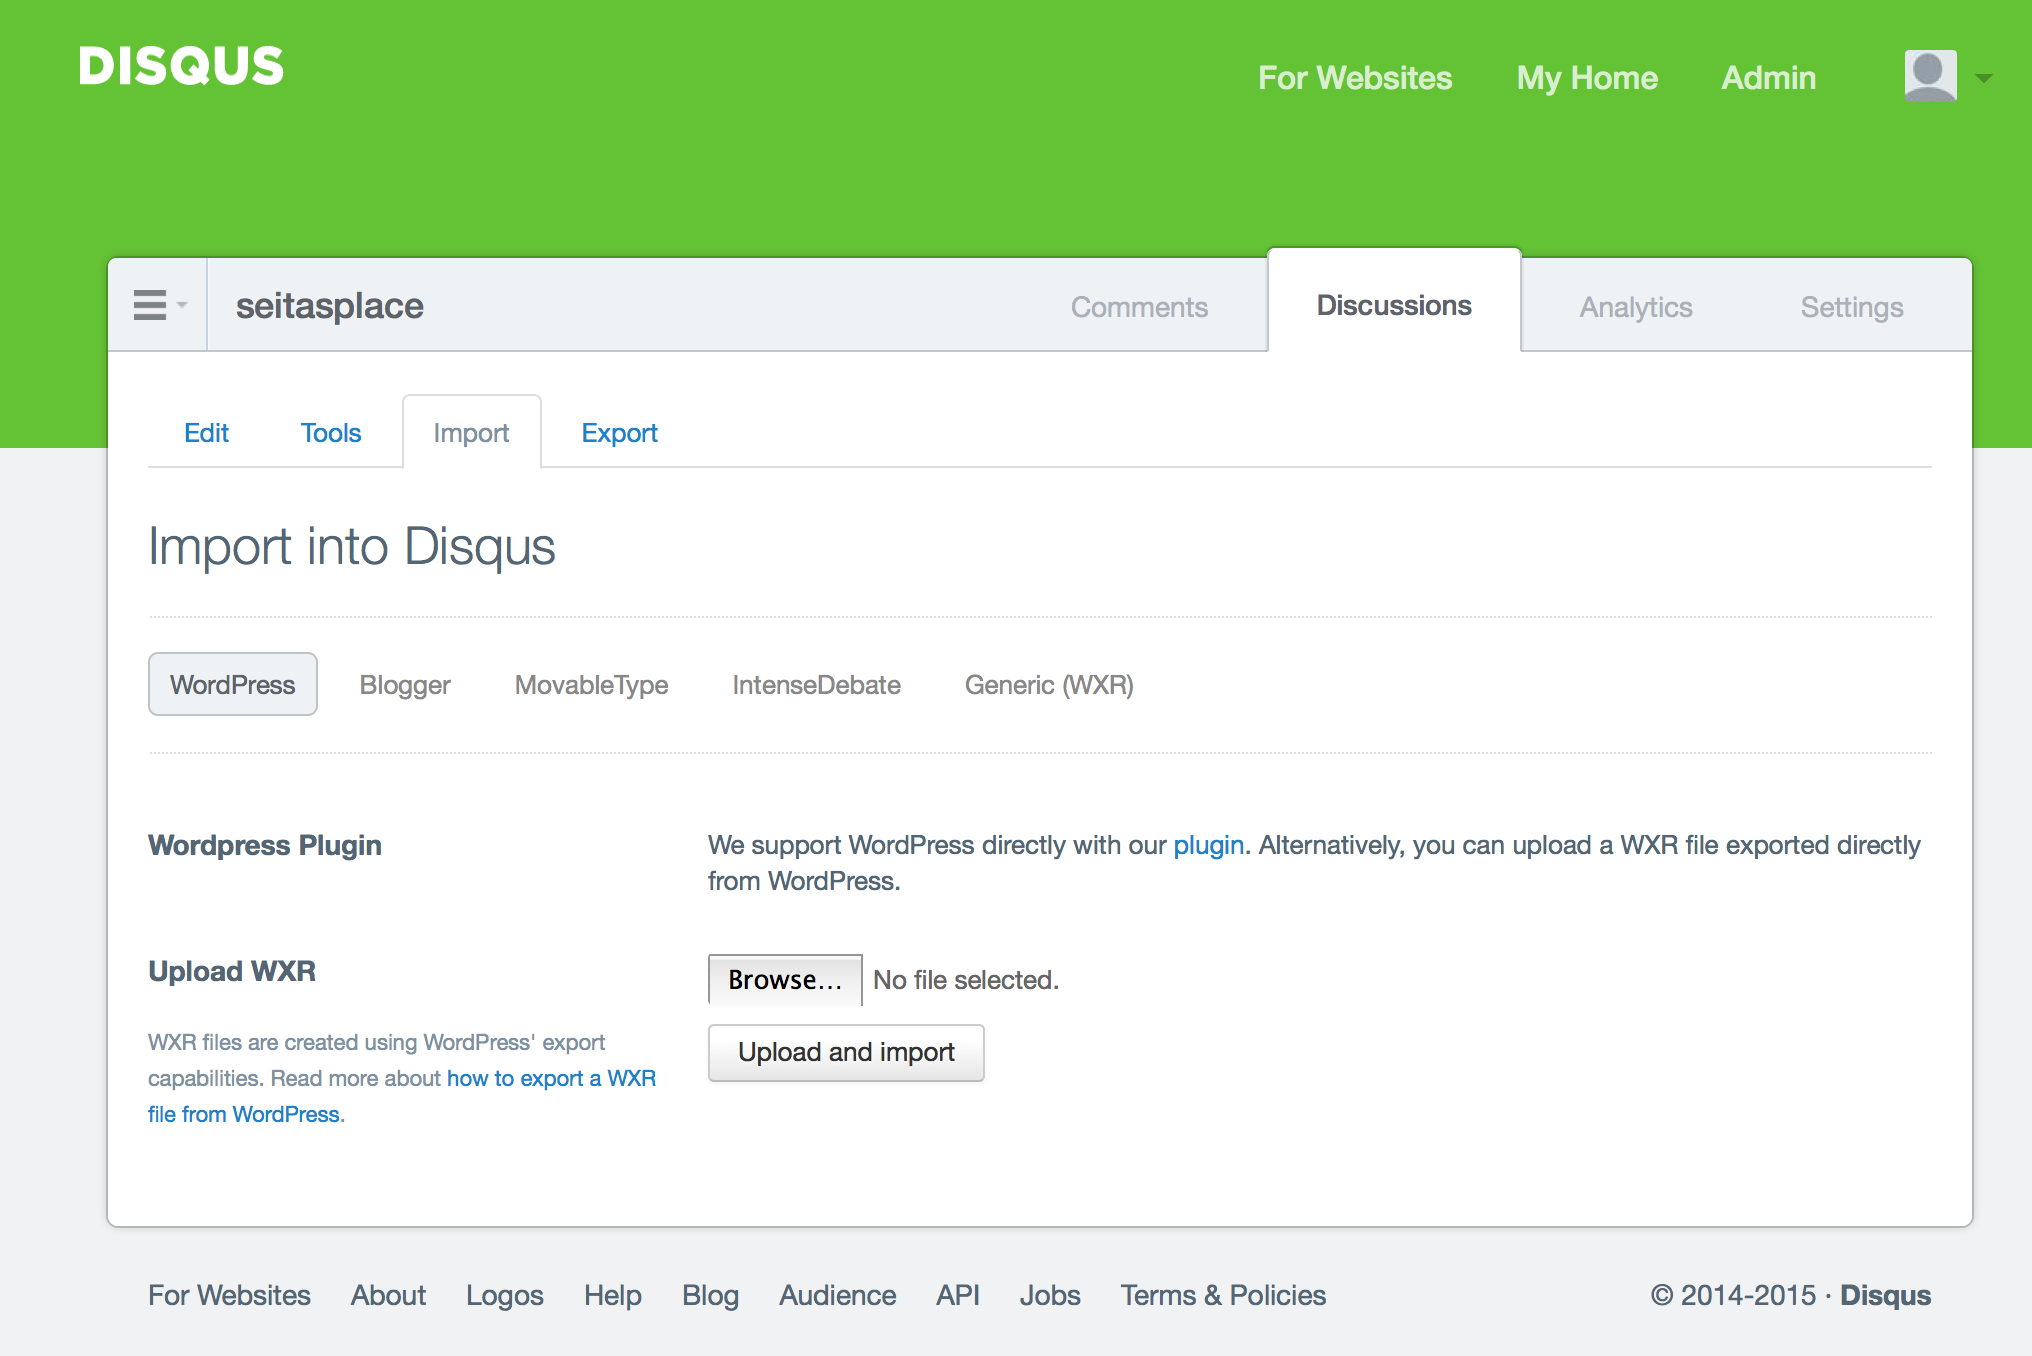 DISQUS
For Websites My Home Admin
seitasplace Comments Discussions Analytics Settings
Edit Tools Import Export
Import into Disqus
WordPress Blogger MovableType IntenseDebate Generic (WXR)
Wordpress Plugin
We support WordPress directly with our plugin. Alternatively, you can upload a WXR file exported directly
from WordPress.
Upload WXR
Browse... No file selected.
WXR files are created using WordPress' export
capabilities. Read more about how to export a WXR
file from WordPress.
Upload and import
For Websites About Logos Help Blog Audience API Jobs Terms & Policies © 2014-2015 · Disqus